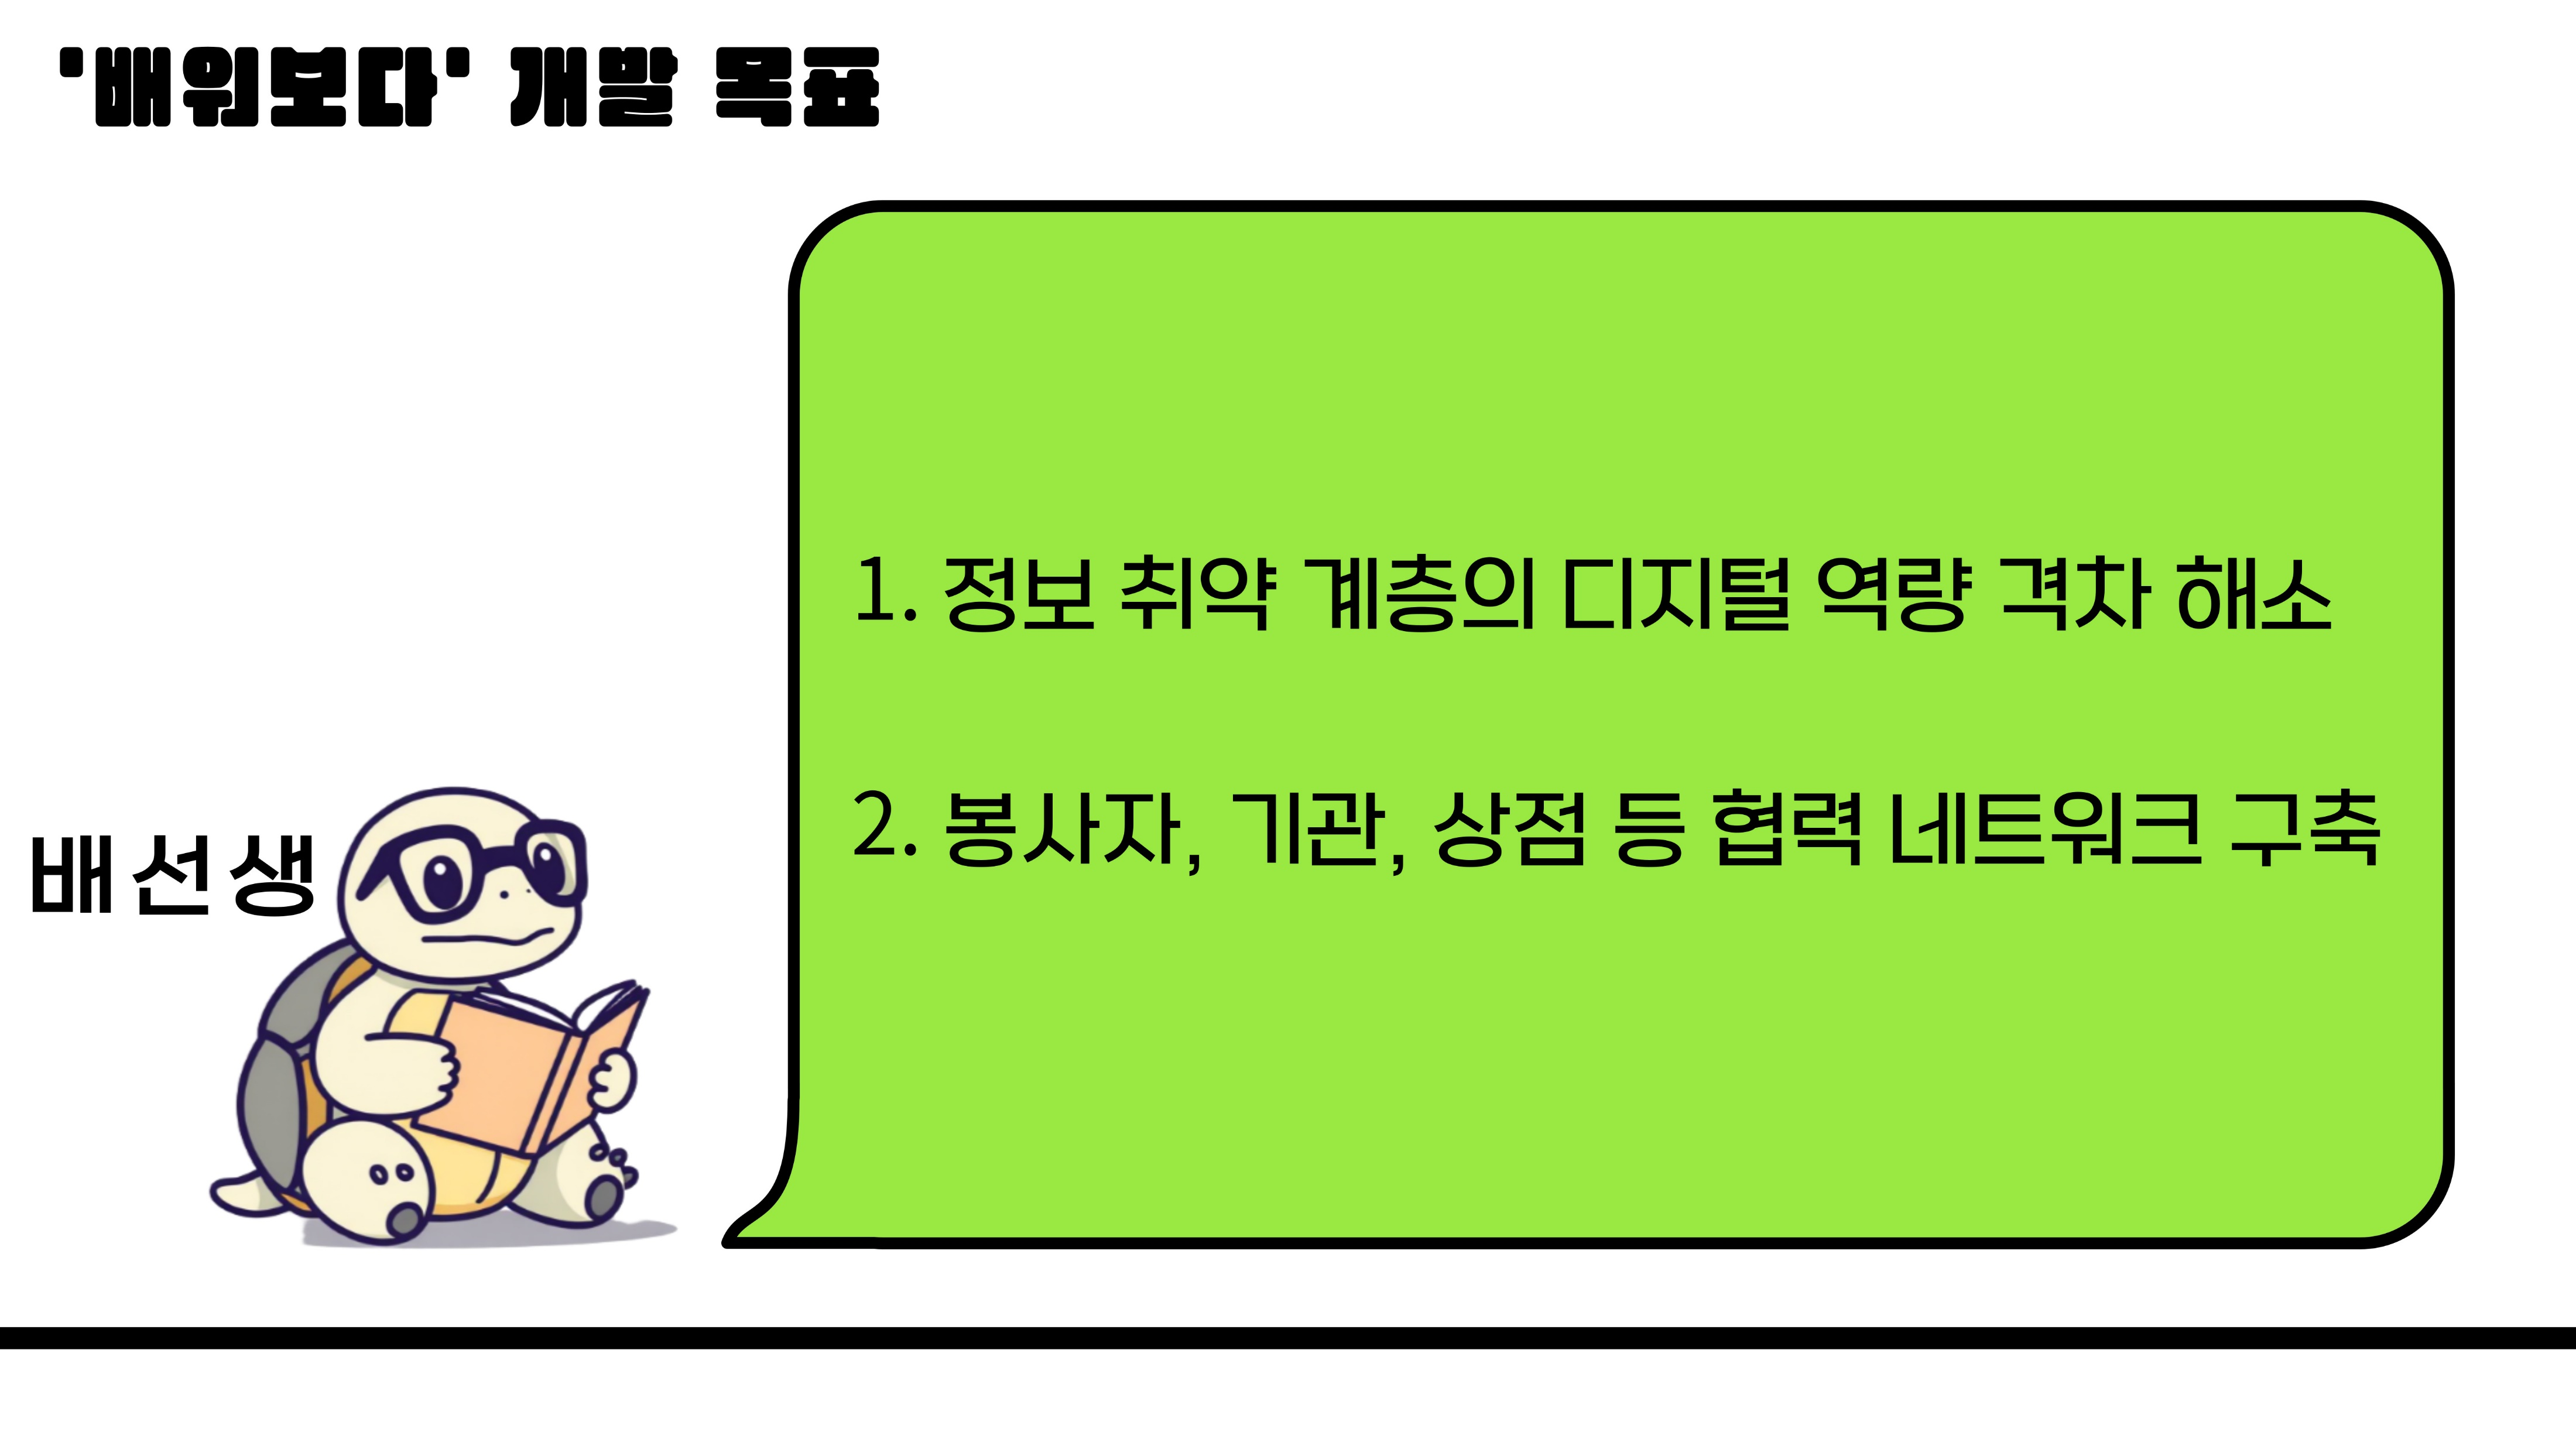 '배워보다' 개발 목표
1. 정보 취약 계층의 디지털 역량 격차 해소
2. 봉사자, 기관, 상점 등 협력 네트워크 구축
배선생